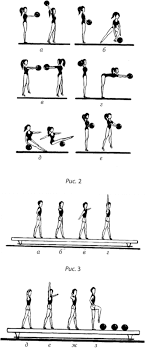 а б
в г
д е
Рис. 2
а б в г
Рис. 3
д е ж з